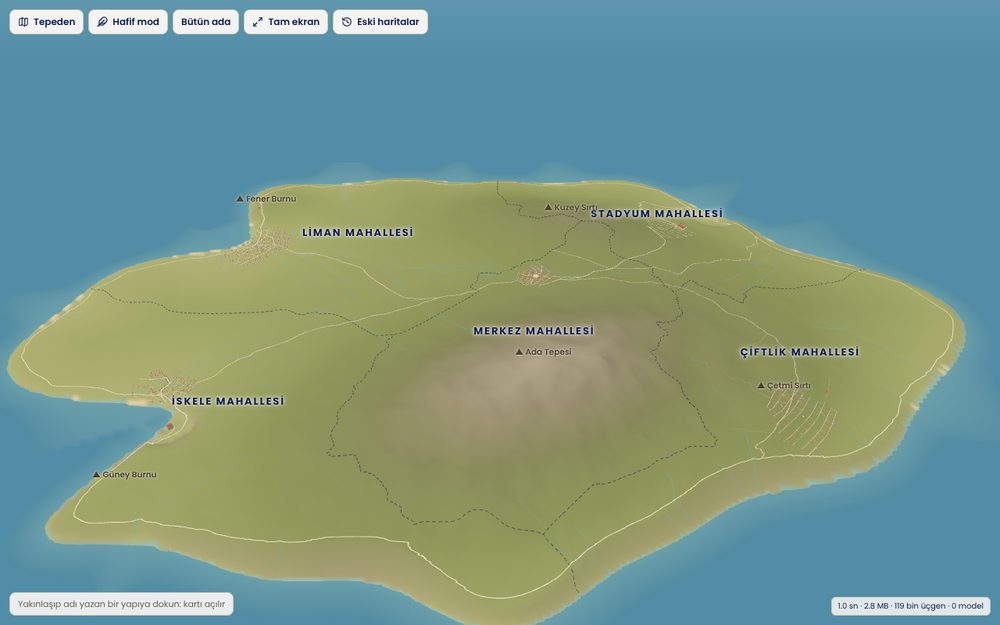 Tepeden
Hafif mod
Bütün ada
Tam ekran
Eski haritalar
Fener Burnu
Kuzey Sırtı
STADYUM MAHALLESİ
LİMAN MAHALLESİ
MERKEZ MAHALLESİ
Ada Tepesi
ÇİFTLİK MAHALLESİ
Çetmi Sırtı
İSKELE MAHALLESİ
Güney Burnu
Yakınlaşıp adı yazan bir yapıya dokun: kartı açılır
1.0 sn · 2.8 MB · 119 bin üçgen · 0 model